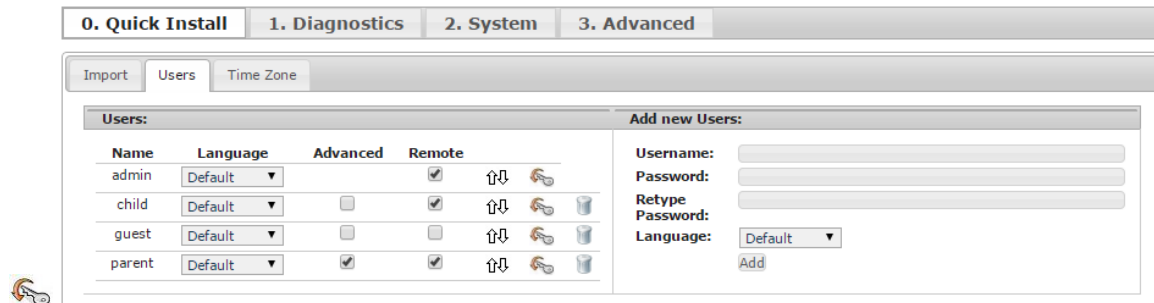 0. Quick Install 1. Diagnostics 2. System 3. Advanced
Import Users Time Zone
Users:
Name Language Advanced Remote
admin Default
child Default
guest Default
parent Default
Add new Users:
Username:
Password:
Retype
Password:
Language: Default
Add